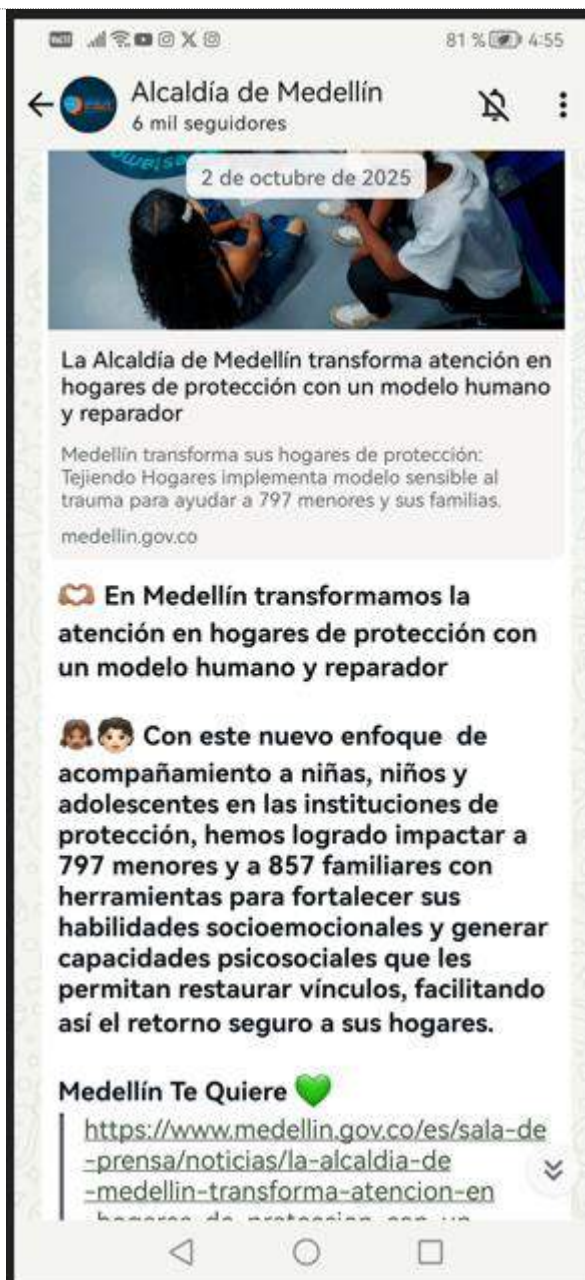 81 % 4:55
Alcaldía de Medellín
6 mil seguidores
2 de octubre de 2025
La Alcaldía de Medellín transforma atención en
hogares de protección con un modelo humano
y reparador
Medellín transforma sus hogares de protección:
Tejiendo Hogares implementa modelo sensible al
trauma para ayudar a 797 menores y sus familias.
medellin.gov.co
🫶🏽 En Medellín transformamos la
atención en hogares de protección con
un modelo humano y reparador
👧🏾🧒🏻 Con este nuevo enfoque de
acompañamiento a niñas, niños y
adolescentes en las instituciones de
protección, hemos logrado impactar a
797 menores y a 857 familiares con
herramientas para fortalecer sus
habilidades socioemocionales y generar
capacidades psicosociales que les
permitan restaurar vínculos, facilitando
así el retorno seguro a sus hogares.
Medellín Te Quiere 💚
https://www.medellin.gov.co/es/sala-de
-prensa/noticias/la-alcaldia-de
-medellin-transforma-atencion-en